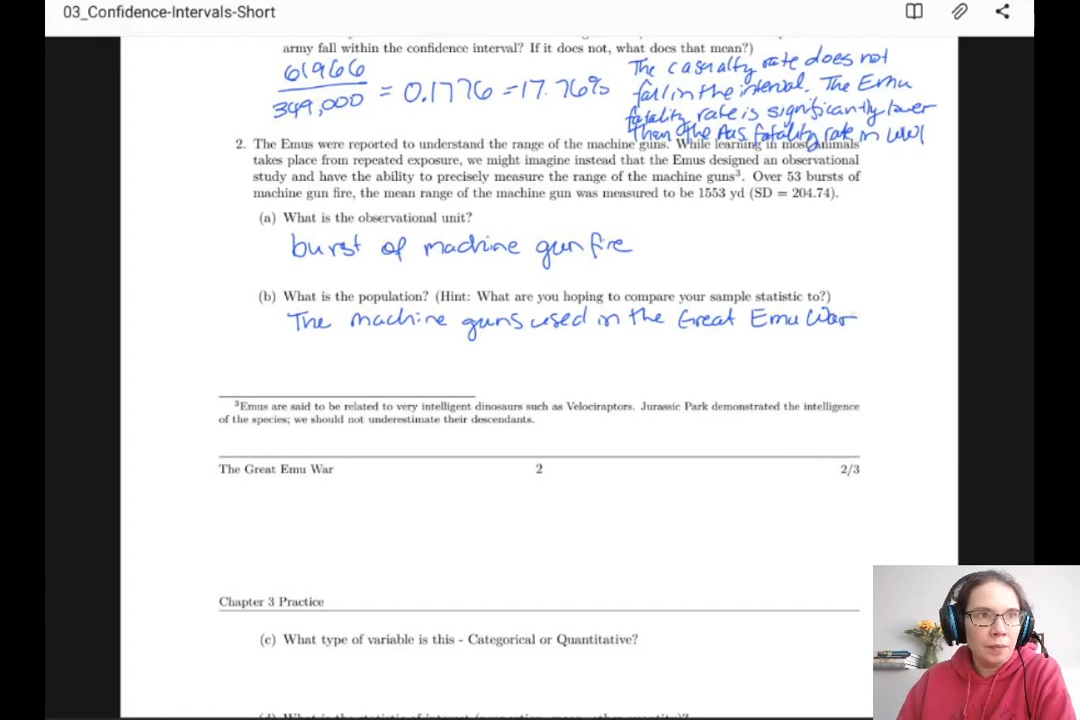 03_Confidence-Intervals-Short
army fall within the confidence interval? If it does not, what does that mean?)
61966
349,000
= 0.1776 = 17.76%
The casualty rate does not
fall in the interval. The Emu
fatality rate is significantly lower
than the Aus fatality rate in WWI
2. The Emus were reported to understand the range of the machine guns. While learning in most animals
takes place from repeated exposure, we might imagine instead that the Emus designed an observational
study and have the ability to precisely measure the range of the machine guns³. Over 53 bursts of
machine gun fire, the mean range of the machine gun was measured to be 1553 yd (SD = 204.74).
(a) What is the observational unit?
burst of machine gun fire
(b) What is the population? (Hint: What are you hoping to compare your sample statistic to?)
The machine guns used in the Great Emu War
³Emus are said to be related to very intelligent dinosaurs such as Velociraptors. Jurassic Park demonstrated the intelligence
of the species; we should not underestimate their descendants.
The Great Emu War 2 2/3
Chapter 3 Practice
(c) What type of variable is this - Categorical or Quantitative?